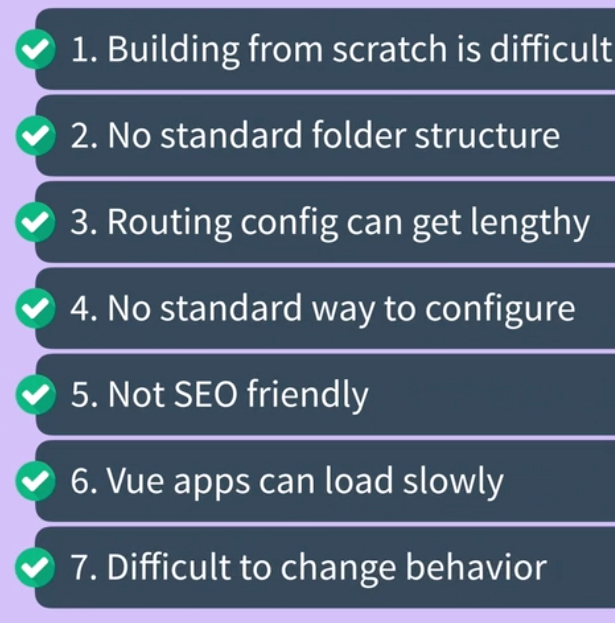 1. Building from scratch is difficult
2. No standard folder structure
3. Routing config can get lengthy
4. No standard way to configure
5. Not SEO friendly
6. Vue apps can load slowly
7. Difficult to change behavior